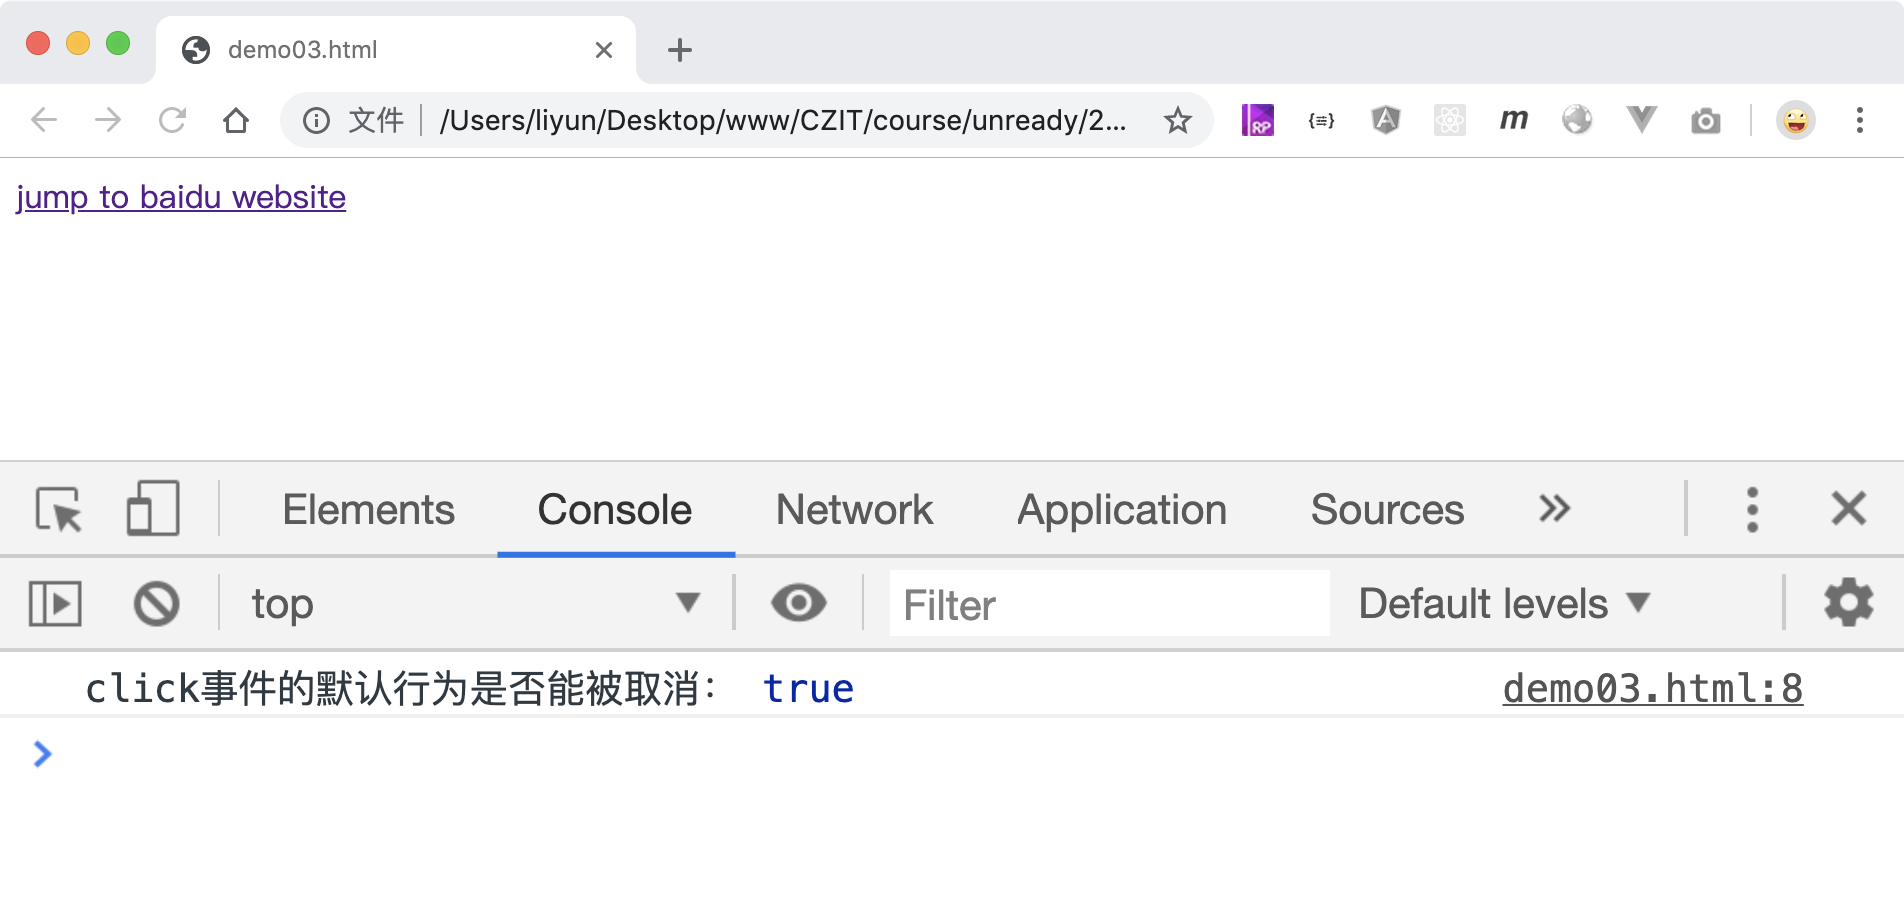 demo03.html
文件 /Users/liyun/Desktop/www/CZIT/course/unready/2...
RP {≡} A m
jump to baidu website
Elements Console Network Application Sources »
top Filter Default levels
click事件的默认行为是否能被取消： true demo03.html:8